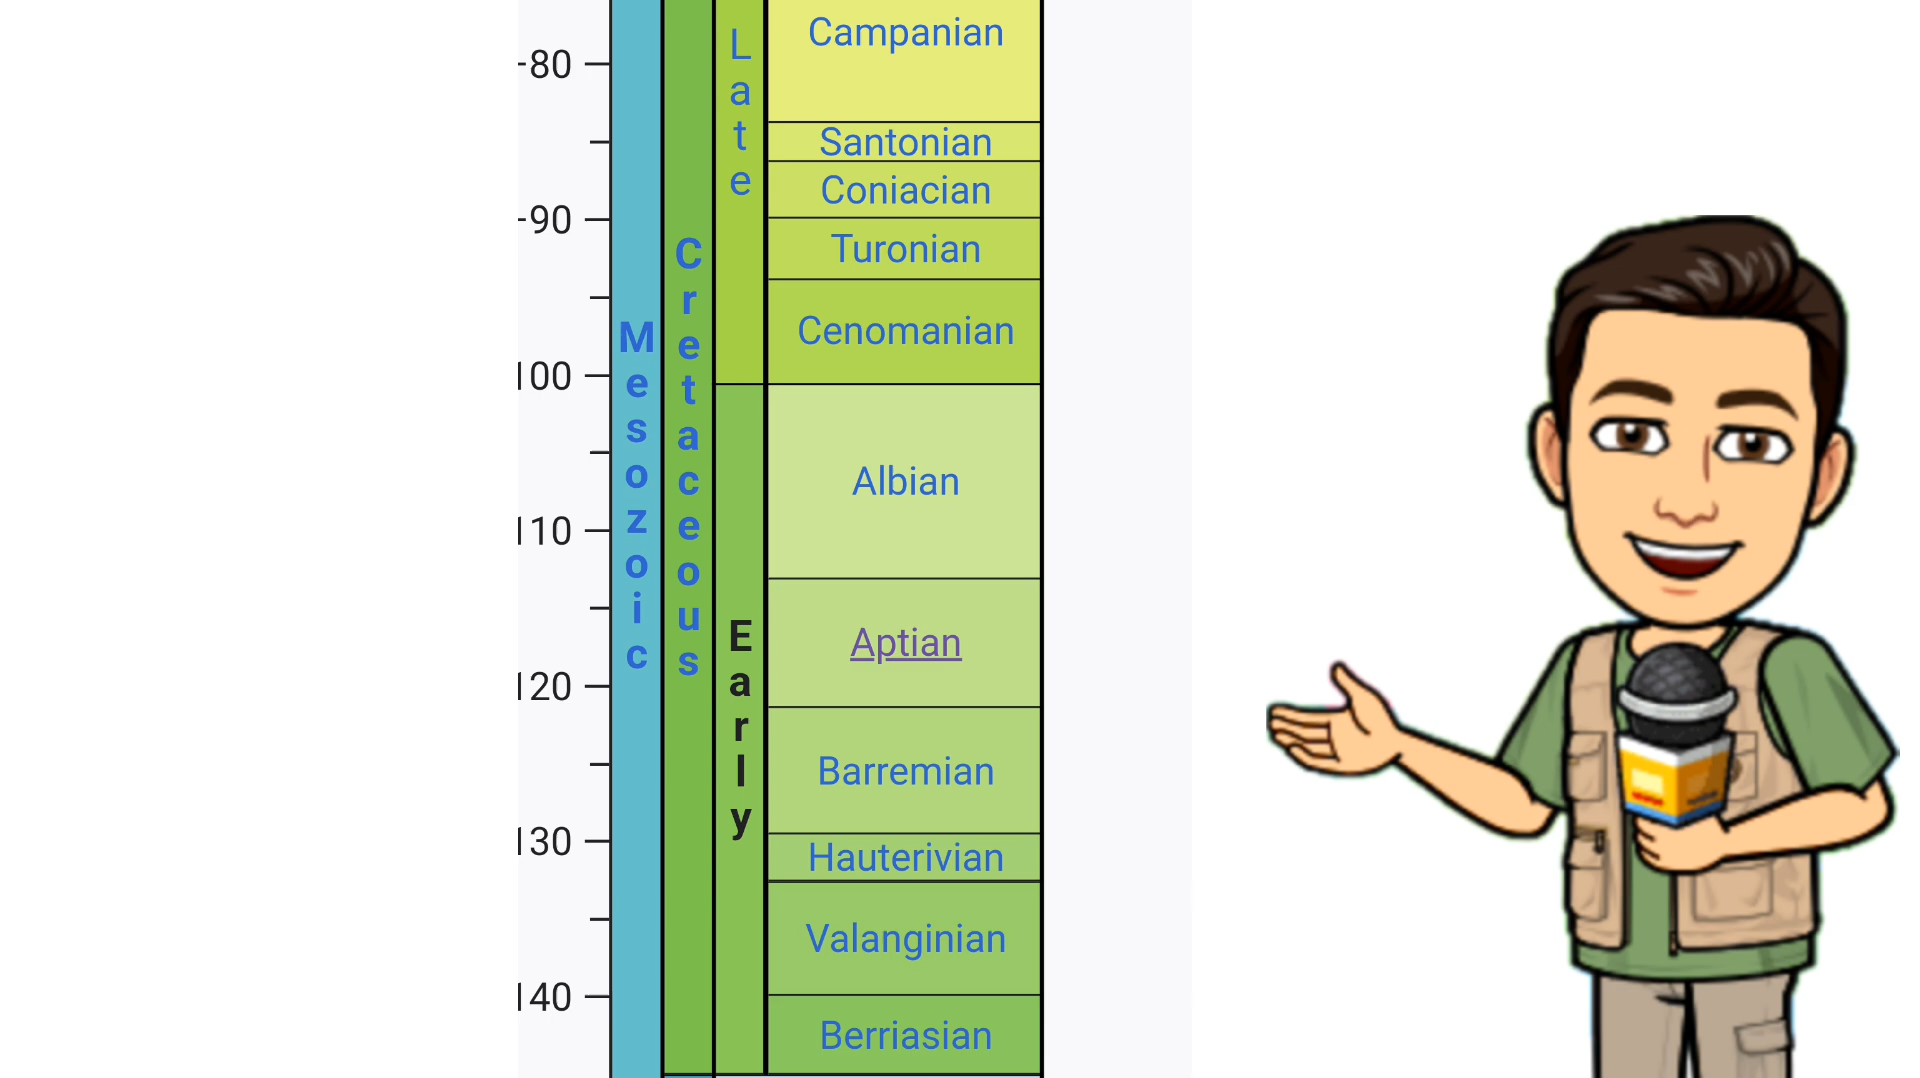 -80
-90
100
110
120
130
140
Mesozoic
Cretaceous
Late
Early
Campanian
Santonian
Coniacian
Turonian
Cenomanian
Albian
Aptian
Barremian
Hauterivian
Valanginian
Berriasian